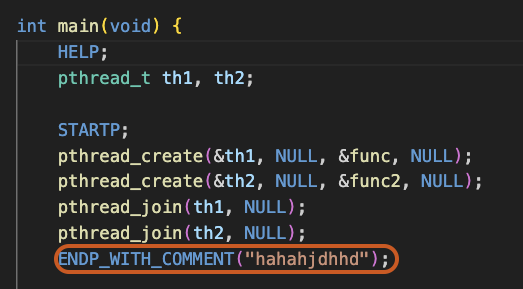 int main(void) {
HELP;
pthread_t th1, th2;
STARTP;
pthread_create(&th1, NULL, &func, NULL);
pthread_create(&th2, NULL, &func2, NULL);
pthread_join(th1, NULL);
pthread_join(th2, NULL);
ENDP_WITH_COMMENT("hahahjdhhd");